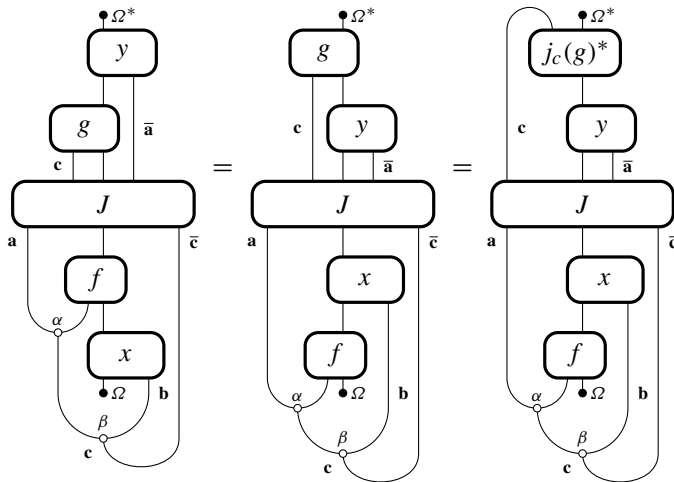 Ω* Ω* Ω*
y g j_c(g)*
g ā c y c y
c = ā = ā
J J J
a c̄ a c̄ a c̄
f x x
α
x f f
Ω b α Ω b α Ω b
β β β
c c c